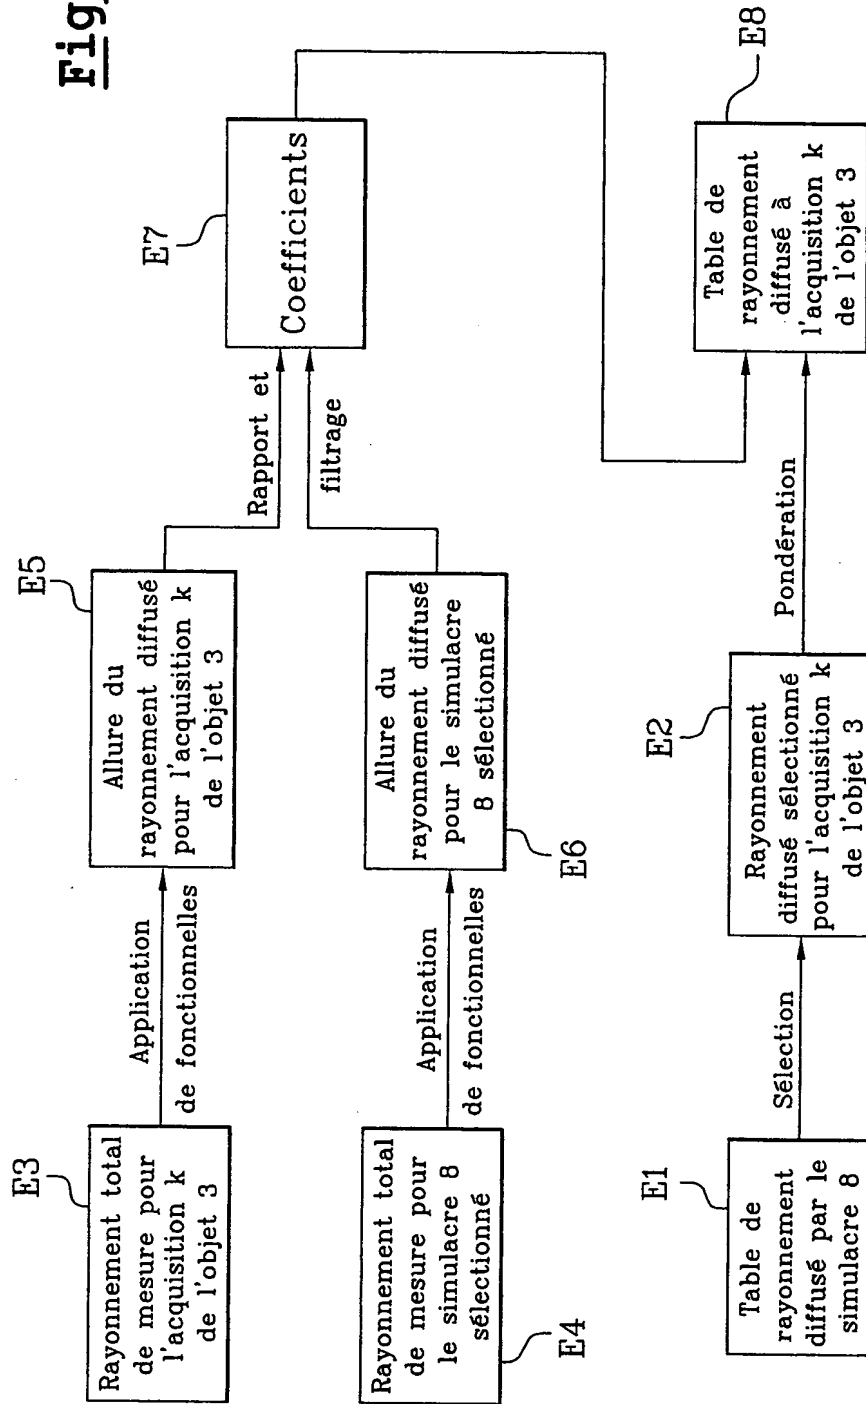 Fig.
E3
Rayonnement total
de mesure pour
l'acquisition k
de l'objet 3
Application
de fonctionnelles
E5
Allure du
rayonnement diffusé
pour l'acquisition k
de l'objet 3
Rapport et
filtrage
E7
Coefficients
Rayonnement total
de mesure pour
le simulacre 8
sélectionné
E4
Application
de fonctionnelles
Allure du
rayonnement diffusé
pour le simulacre
8 sélectionné
E6
E1
Table de
rayonnement
diffusé par le
simulacre 8
Sélection
E2
Rayonnement
diffusé sélectionné
pour l'acquisition k
de l'objet 3
Pondération
E8
Table de
rayonnement
diffusé à
l'acquisition k
de l'objet 3